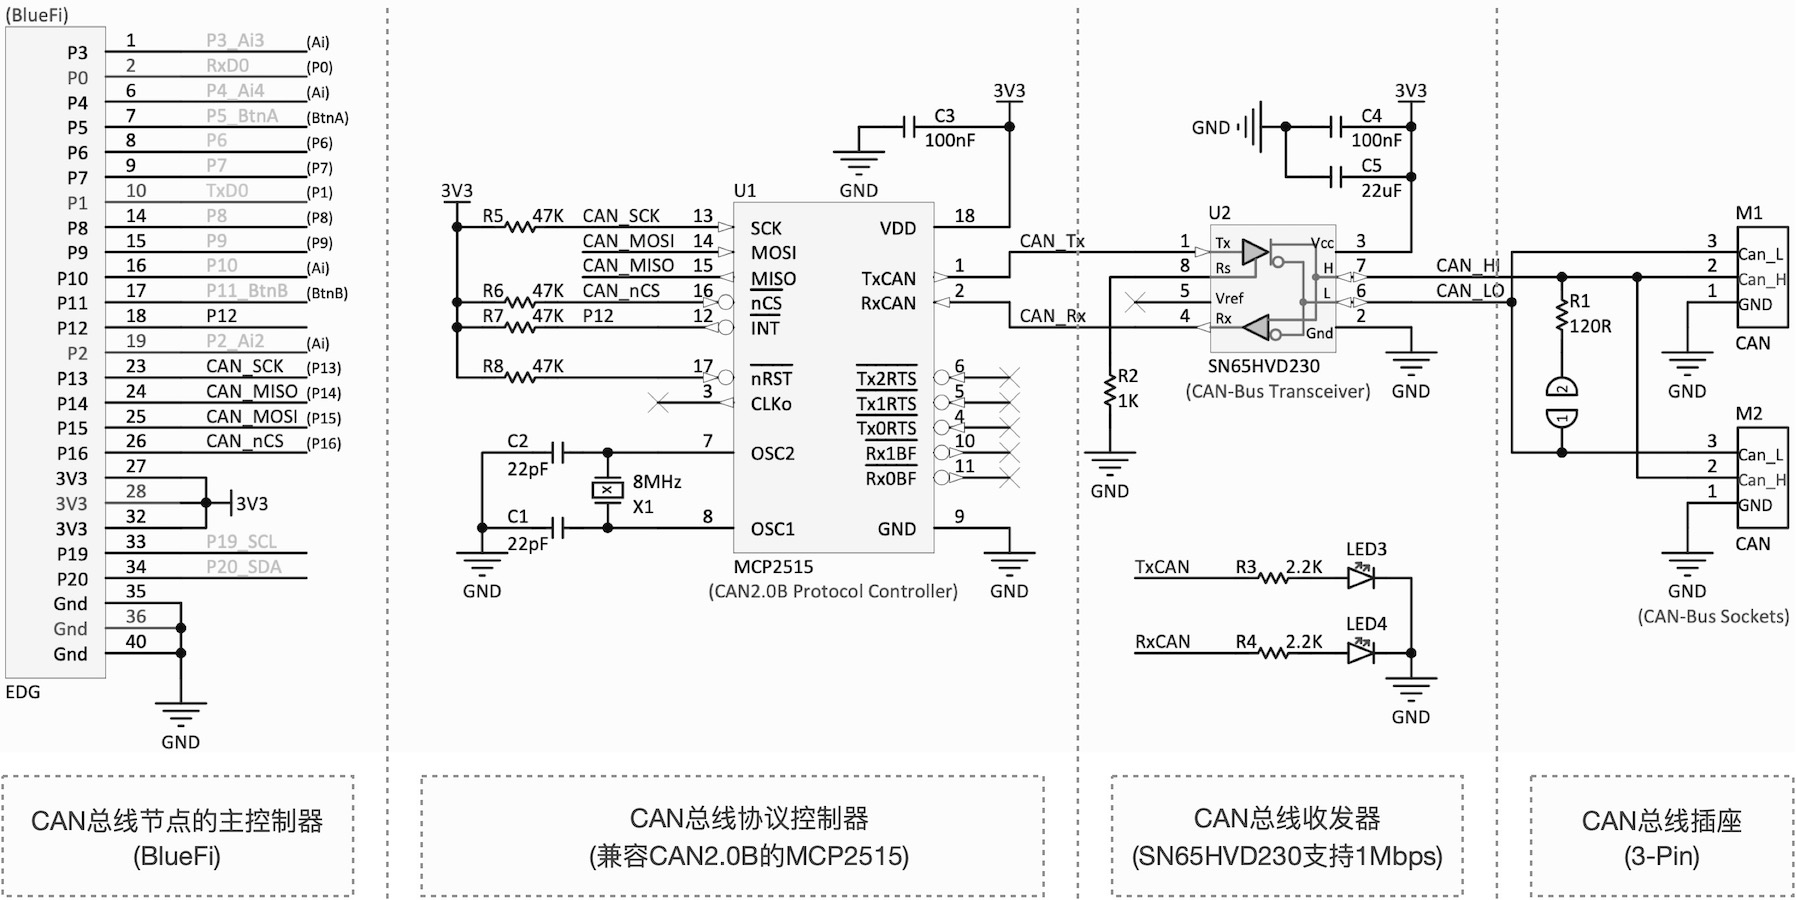 (BlueFi)
P3 1 P3_Ai3 (Ai)
P0 2 RxD0 (P0)
P4 6 P4_Ai4 (Ai)
P5 7 P5_BtnA (BtnA)
P6 8 P6 (P6)
P7 9 P7 (P7)
P1 10 TxD0 (P1)
P8 14 P8 (P8)
P9 15 P9 (P9)
P10 16 P10 (Ai)
P11 17 P11_BtnB (BtnB)
P12 18 P12
P2 19 P2_Ai2 (Ai)
P13 23 CAN_SCK (P13)
P14 24 CAN_MISO (P14)
P15 25 CAN_MOSI (P15)
P16 26 CAN_nCS (P16)
3V3 27
3V3 28 3V3
3V3 32
P19 33 P19_SCL
P20 34 P20_SDA
Gnd 35
Gnd 36
Gnd 40
EDG
GND
3V3
C3
100nF
GND
3V3
U1
R5 47K CAN_SCK 13 SCK
CAN_MOSI 14 MOSI
CAN_MISO 15 MISO
R6 47K CAN_nCS 16 nCS
R7 47K P12 12 INT
R8 47K 17 nRST
3 CLKo
C2
22pF
7 OSC2
8MHz
X1
C1
22pF
8 OSC1
GND
VDD 18
TxCAN 1
RxCAN 2
Tx2RTS 6
Tx1RTS 5
Tx0RTS 4
Rx1BF 10
Rx0BF 11
GND 9
MCP2515
(CAN2.0B Protocol Controller)
GND
3V3
GND
C4
100nF
C5
22uF
U2
CAN_Tx 1 Tx
8 Rs
5 Vref
CAN_Rx 4 Rx
Vcc 3
H 7 CAN_HI
L 6 CAN_LO
Gnd 2
SN65HVD230
(CAN-Bus Transceiver)
GND
R2
1K
GND
TxCAN R3 2.2K LED3
RxCAN R4 2.2K LED4
GND
R1
120R
2
1
M1
3 Can_L
2 Can_H
1 GND
CAN
GND
M2
3 Can_L
2 Can_H
1 GND
CAN
GND
(CAN-Bus Sockets)
CAN总线节点的主控制器
(BlueFi)
CAN总线协议控制器
(兼容CAN2.0B的MCP2515)
CAN总线收发器
(SN65HVD230支持1Mbps)
CAN总线插座
(3-Pin)